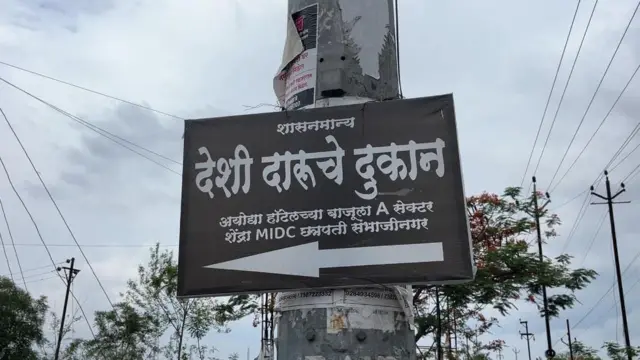 शासनमान्य
देशी दारूचे दुकान
अयोध्या हॉटेलच्या बाजूला A सेक्टर
शेंद्रा MIDC छत्रपती संभाजीनगर